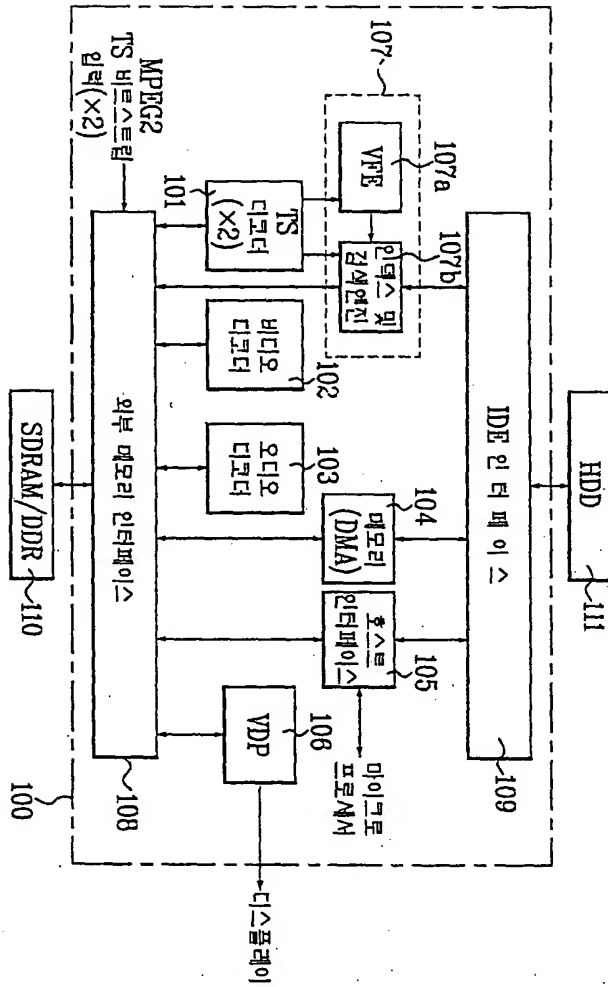 HDD
111
IDE 인터페이스
109
107
107a
VFE
107b
인덱스 및
검색엔진
104
메모리
(DMA)
105
호스트
인터페이스
마이크로
프로세서
TS
디코더
(×2)
101
비디오
디코더
102
오디오
디코더
103
VDP
106
디스플레이
MPEG2
TS 비트스트림
입력(×2)
외부 메모리 인터페이스
108
100
SDRAM/DDR
110